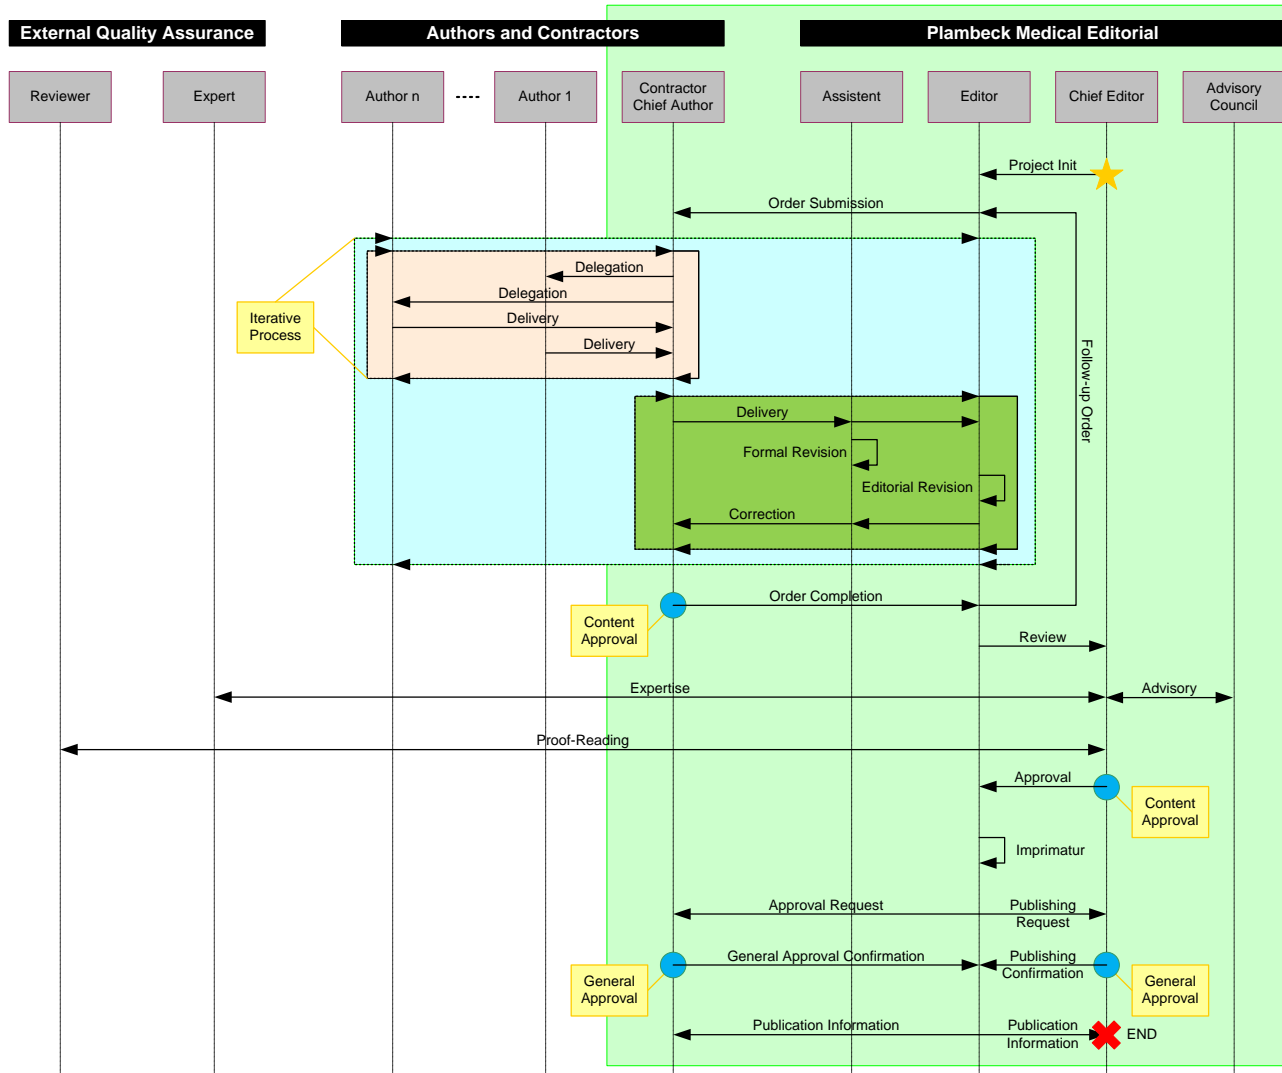 External Quality Assurance
Authors and Contractors
Plambeck Medical Editorial
Reviewer
Expert
Author n
Author 1
Contractor
Chief Author
Assistent
Editor
Chief Editor
Advisory
Council
Project Init
Order Submission
Delegation
Delegation
Iterative
Process
Delivery
Delivery
Follow-up Order
Delivery
Formal Revision
Editorial Revision
Correction
Order Completion
Content
Approval
Review
Expertise
Advisory
Proof-Reading
Approval
Content
Approval
Imprimatur
Approval Request
Publishing
Request
General Approval Confirmation
Publishing
Confirmation
General
Approval
General
Approval
Publication Information
Publication
Information
END